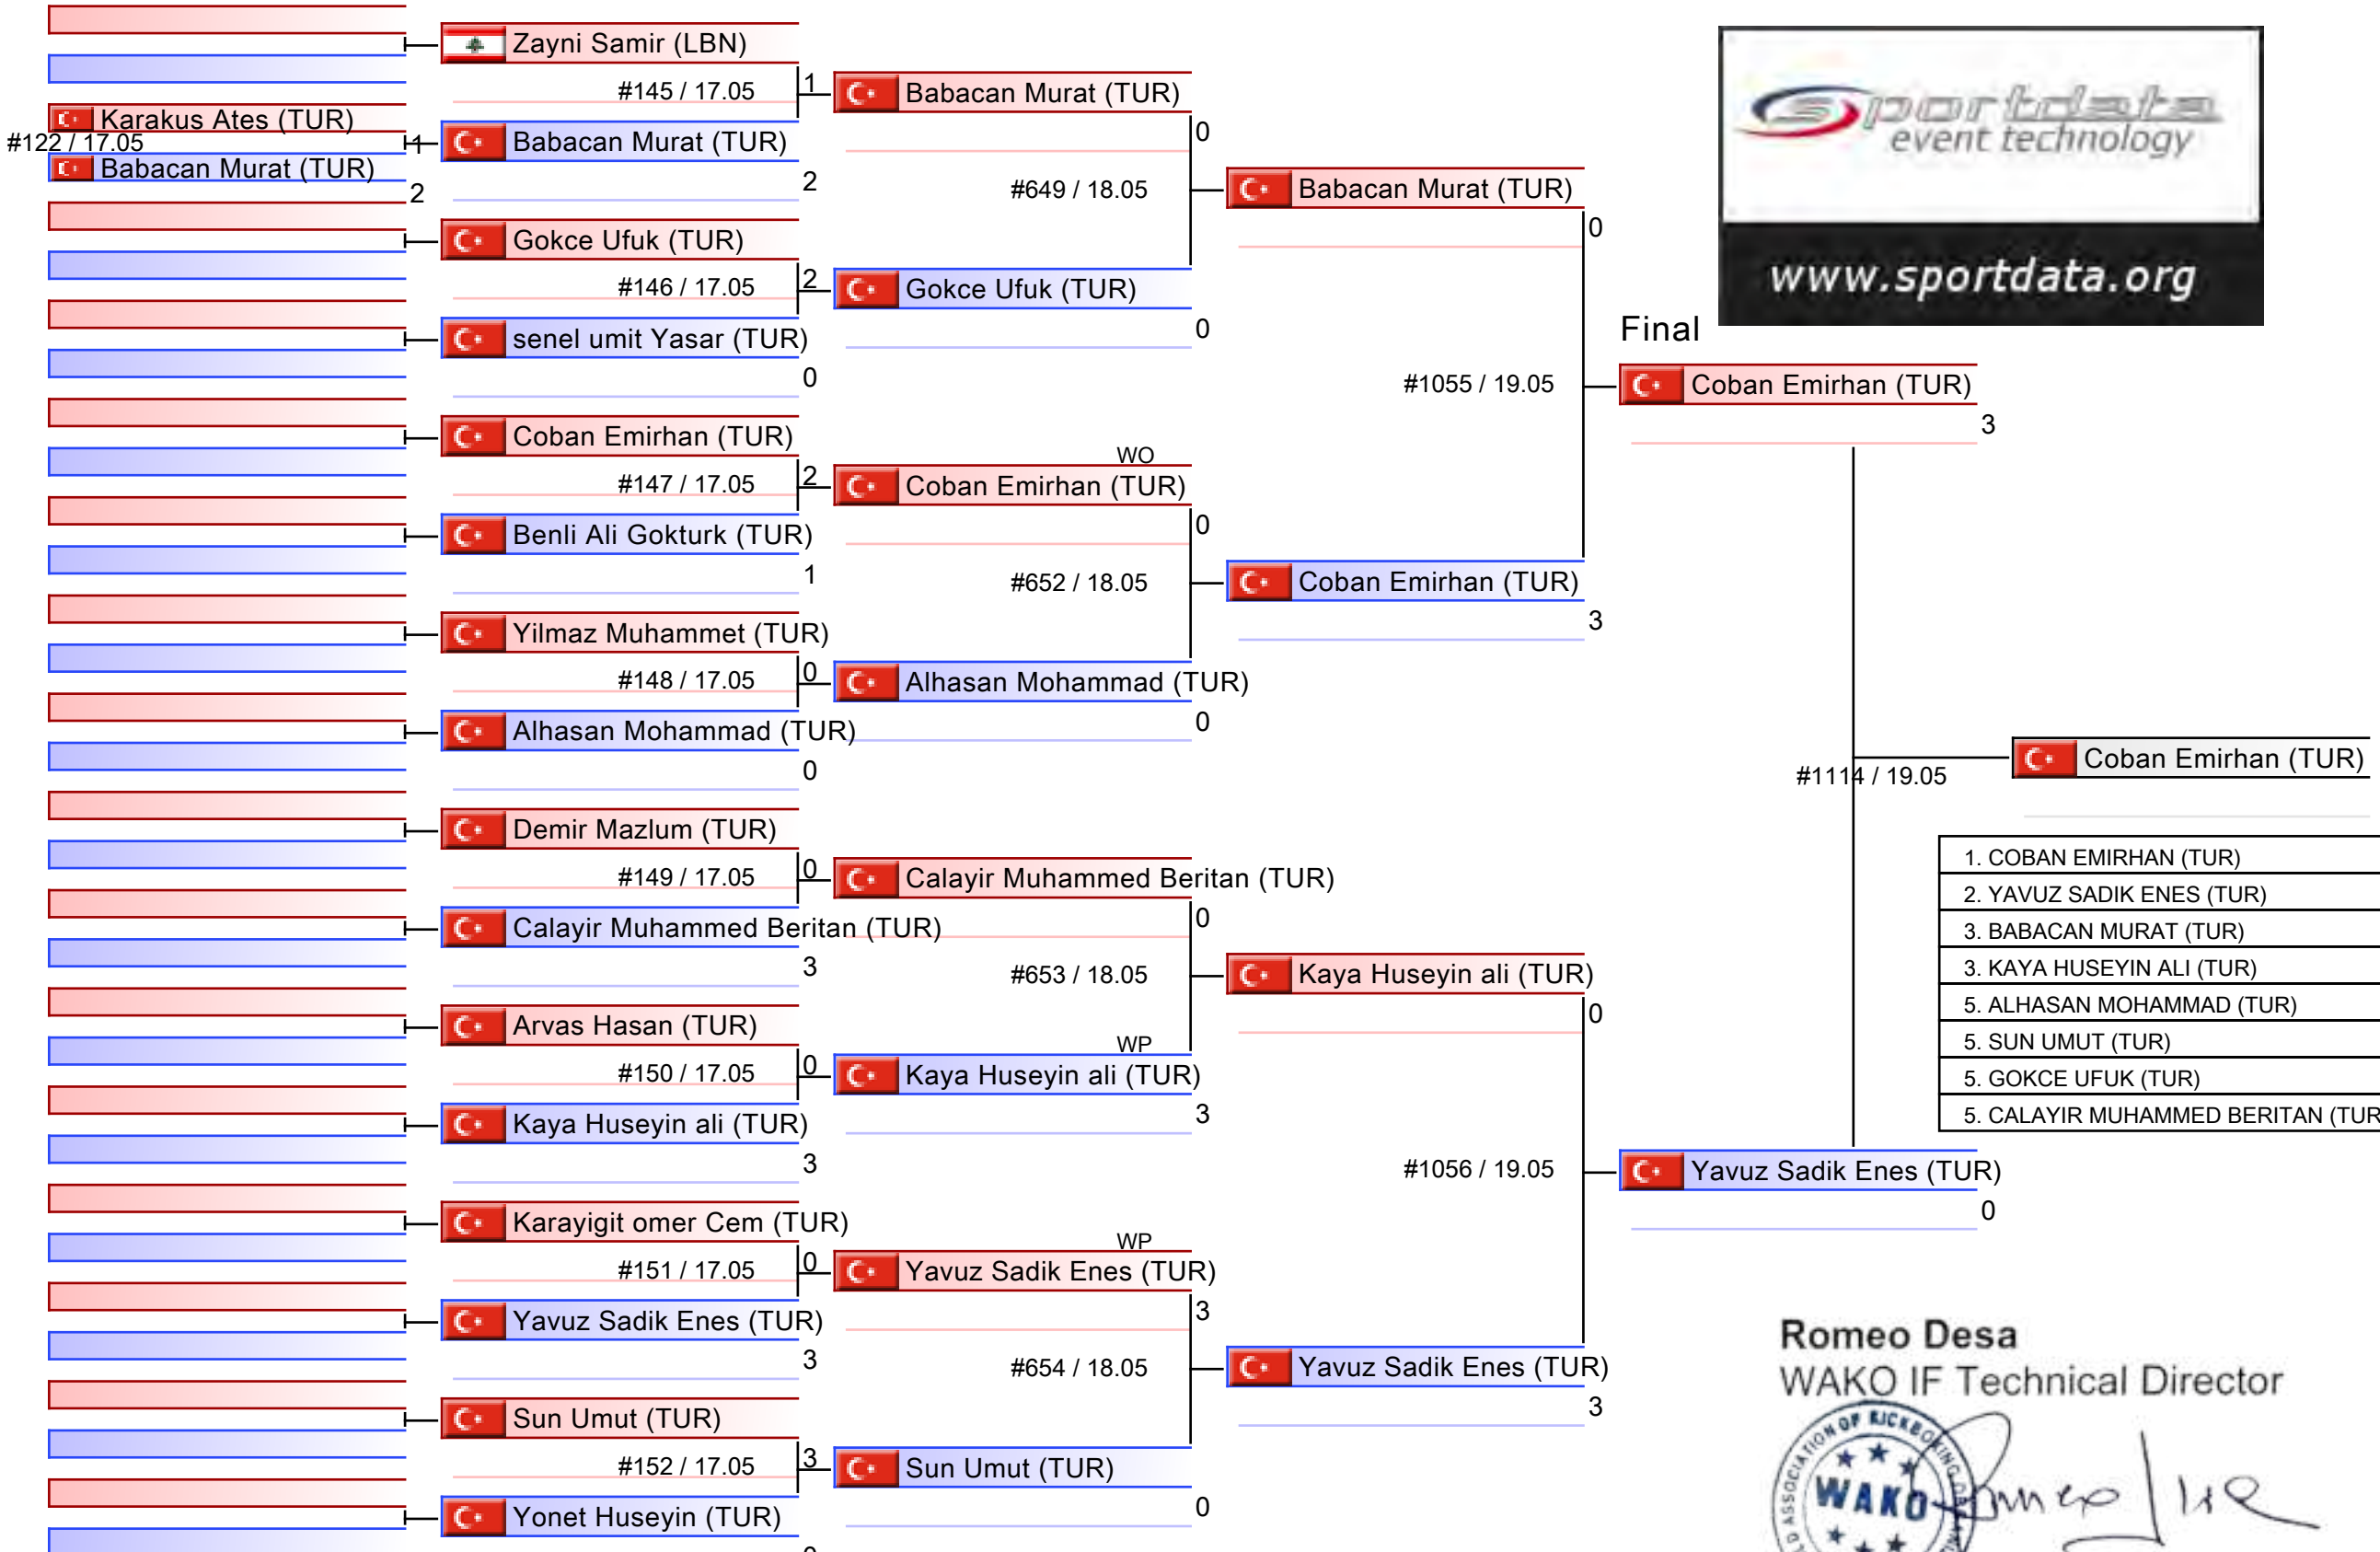 Zayni Samir (LBN)
#145 / 17.05
1
Babacan Murat (TUR)
Karakus Ates (TUR)
#122 / 17.05
1
Babacan Murat (TUR)
0
Babacan Murat (TUR)
2
2
#649 / 18.05
Babacan Murat (TUR)
0
Gokce Ufuk (TUR)
#146 / 17.05
2
Gokce Ufuk (TUR)
0
senel umit Yasar (TUR)
0
#1055 / 19.05
Coban Emirhan (TUR)
#147 / 17.05
2
WO
Coban Emirhan (TUR)
0
Benli Ali Gokturk (TUR)
1
#652 / 18.05
Coban Emirhan (TUR)
3
Yilmaz Muhammet (TUR)
#148 / 17.05
0
Alhasan Mohammad (TUR)
0
Alhasan Mohammad (TUR)
0
Demir Mazlum (TUR)
#149 / 17.05
0
Calayir Muhammed Beritan (TUR)
0
Calayir Muhammed Beritan (TUR)
3
#653 / 18.05
Kaya Huseyin ali (TUR)
0
Arvas Hasan (TUR)
#150 / 17.05
0
WP
Kaya Huseyin ali (TUR)
3
Kaya Huseyin ali (TUR)
3
#1056 / 19.05
Karayigit omer Cem (TUR)
#151 / 17.05
0
WP
Yavuz Sadik Enes (TUR)
3
Yavuz Sadik Enes (TUR)
3
#654 / 18.05
Yavuz Sadik Enes (TUR)
3
Sun Umut (TUR)
#152 / 17.05
3
Sun Umut (TUR)
0
Yonet Huseyin (TUR)
sportdata
event technology
www.sportdata.org
Final
Coban Emirhan (TUR)
3
#1114 / 19.05
Coban Emirhan (TUR)
1. COBAN EMIRHAN (TUR)
2. YAVUZ SADIK ENES (TUR)
3. BABACAN MURAT (TUR)
3. KAYA HUSEYIN ALI (TUR)
5. ALHASAN MOHAMMAD (TUR)
5. SUN UMUT (TUR)
5. GOKCE UFUK (TUR)
5. CALAYIR MUHAMMED BERITAN (TUR
Yavuz Sadik Enes (TUR)
0
Romeo Desa
WAKO IF Technical Director
WAKO